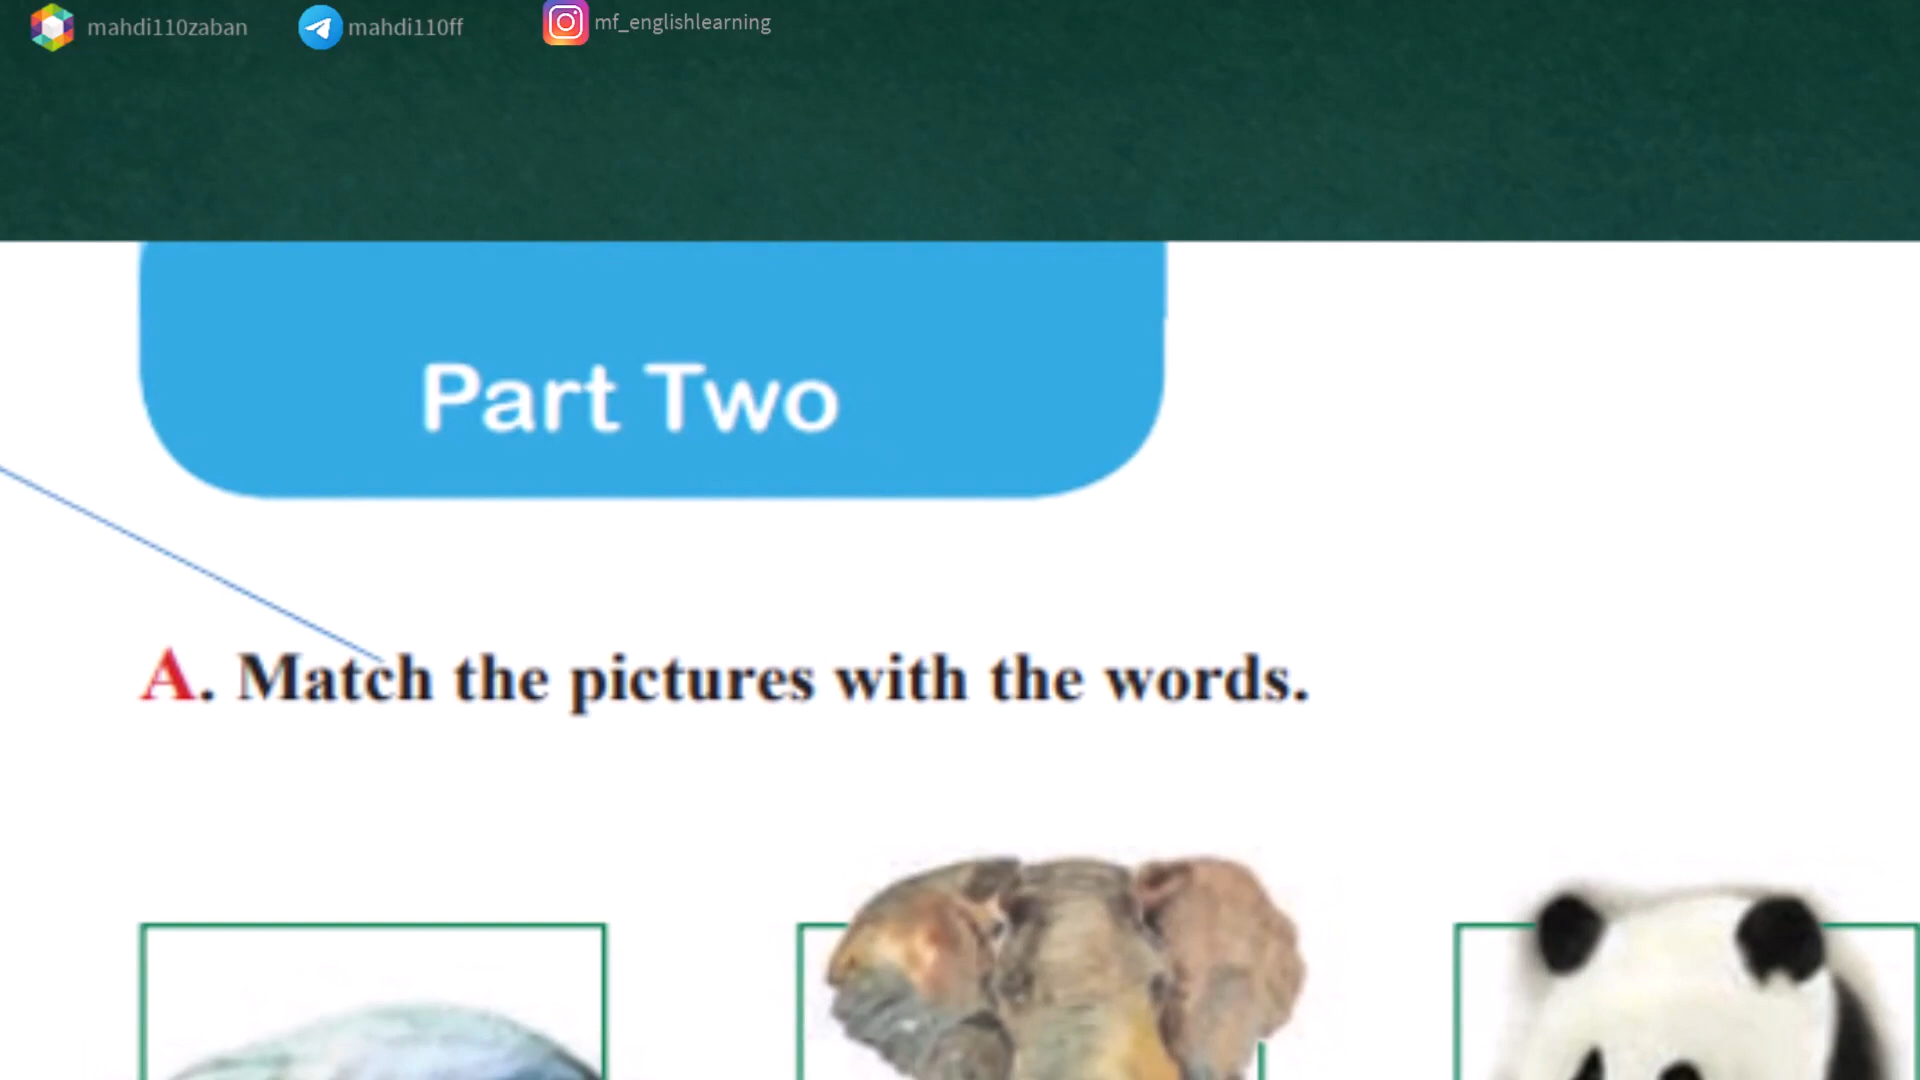 mahdi110zaban
mahdi110ff
mf_englishlearning
Part Two
A. Match the pictures with the words.